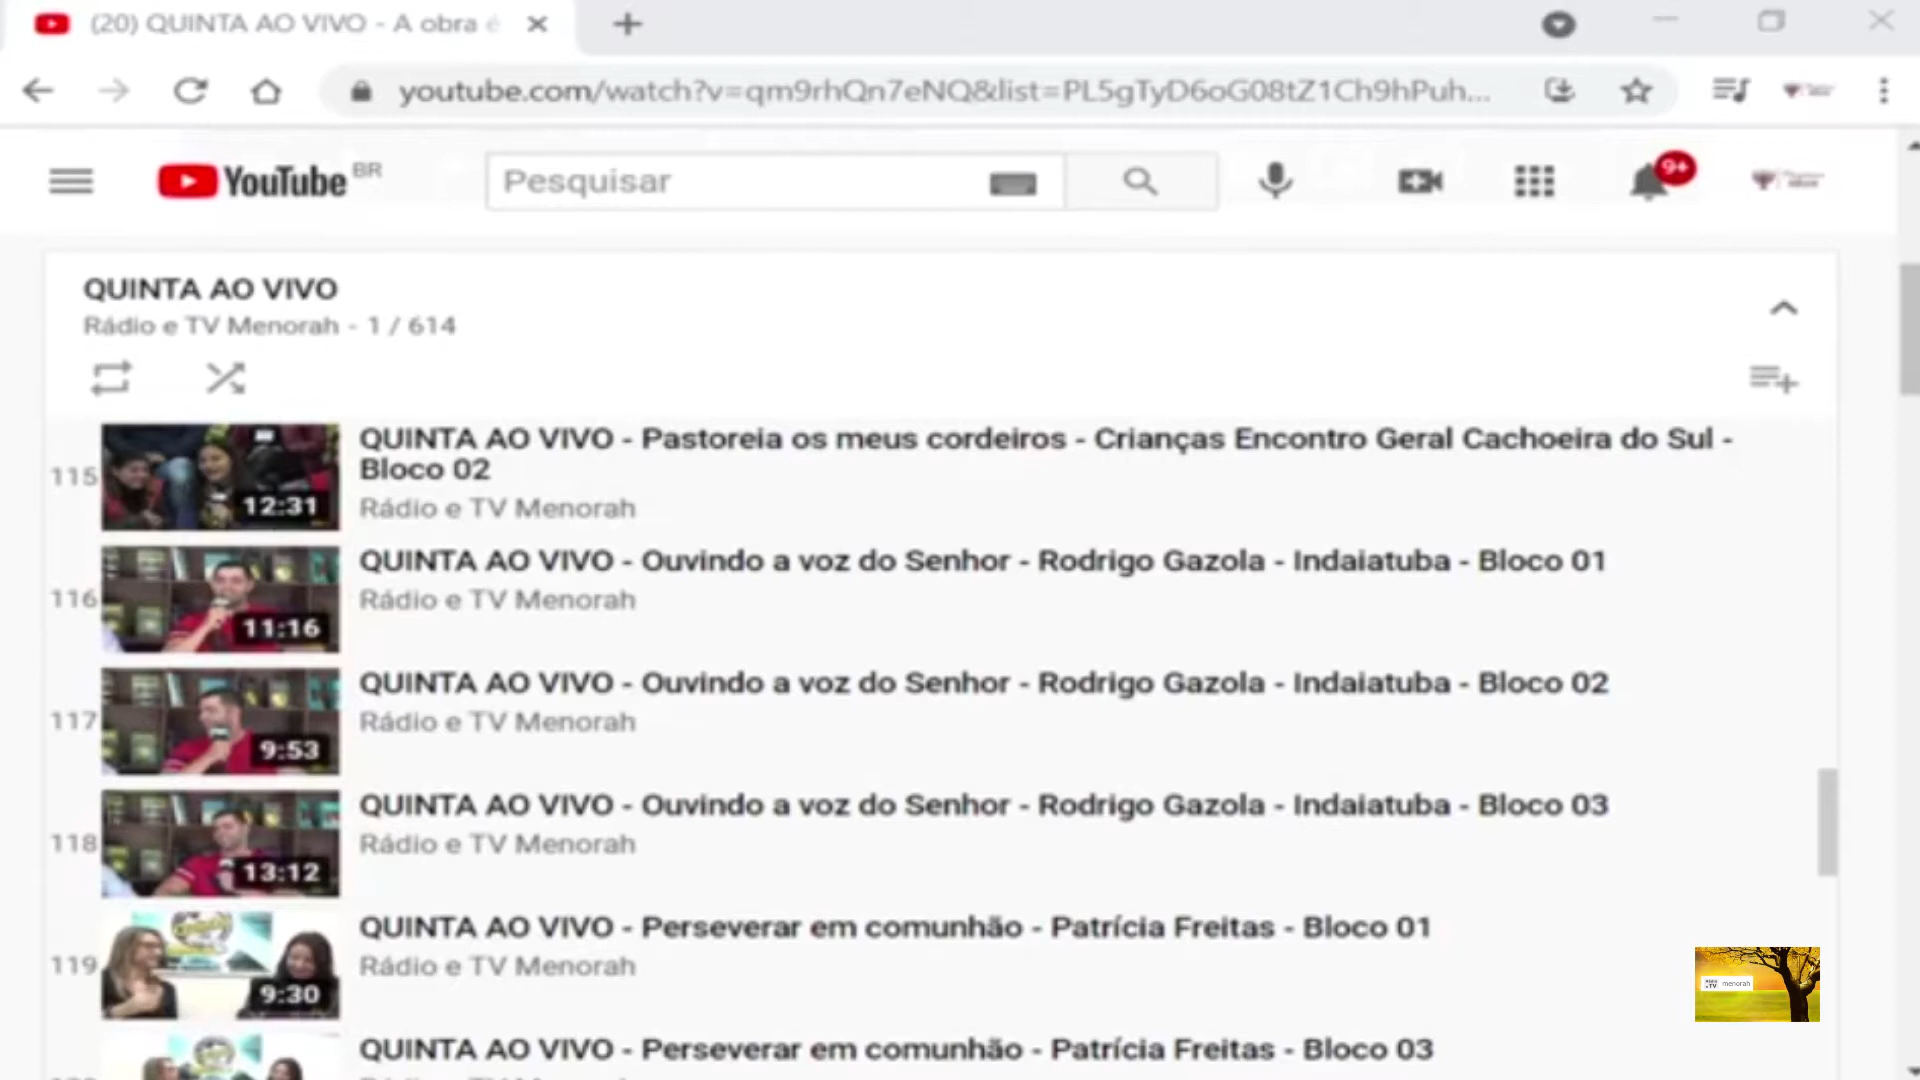 (20) QUINTA AO VIVO - A obra é
youtube.com/watch?v=qm9rhQn7eNQ&list=PL5gTyD6oG08tZ1Ch9hPuh...
YouTube BR
Pesquisar
9+
QUINTA AO VIVO
Rádio e TV Menorah - 1 / 614
115
12:31
QUINTA AO VIVO - Pastoreia os meus cordeiros - Crianças Encontro Geral Cachoeira do Sul -
Bloco 02
Rádio e TV Menorah
116
11:16
QUINTA AO VIVO - Ouvindo a voz do Senhor - Rodrigo Gazola - Indaiatuba - Bloco 01
Rádio e TV Menorah
117
9:53
QUINTA AO VIVO - Ouvindo a voz do Senhor - Rodrigo Gazola - Indaiatuba - Bloco 02
Rádio e TV Menorah
118
13:12
QUINTA AO VIVO - Ouvindo a voz do Senhor - Rodrigo Gazola - Indaiatuba - Bloco 03
Rádio e TV Menorah
119
9:30
QUINTA AO VIVO - Perseverar em comunhão - Patrícia Freitas - Bloco 01
Rádio e TV Menorah
QUINTA AO VIVO - Perseverar em comunhão - Patrícia Freitas - Bloco 03
menorah